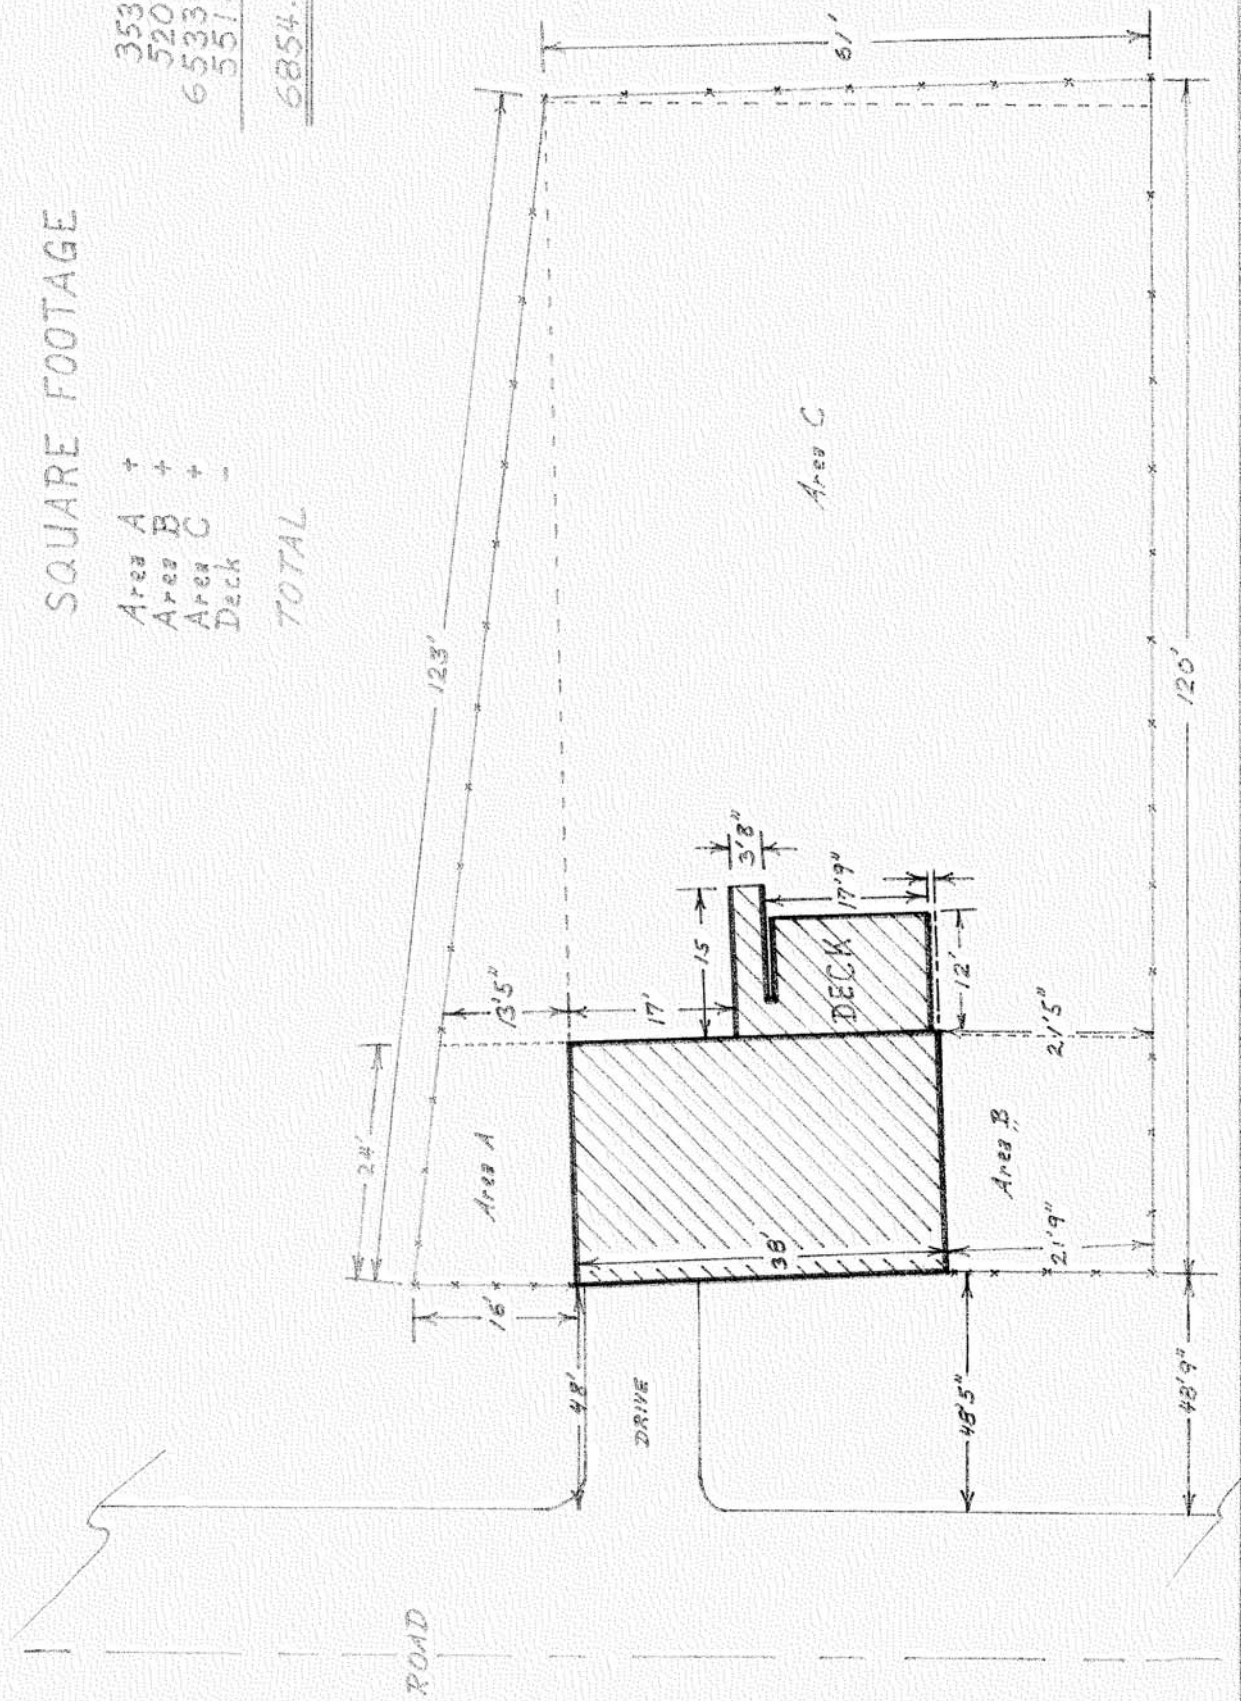 SQUARE FOOTAGE
Area A + 353
Area B + 520
Area C + 6533
Deck - 551.
TOTAL 6854.
123'
61'
24'
Area A
16'
13'5"
17'
15
3'8"
17'9"
DECK
12'
Area C
38'
Area B
21'9"
21'5"
120'
48'
DRIVE
48'5"
48'9"
ROAD